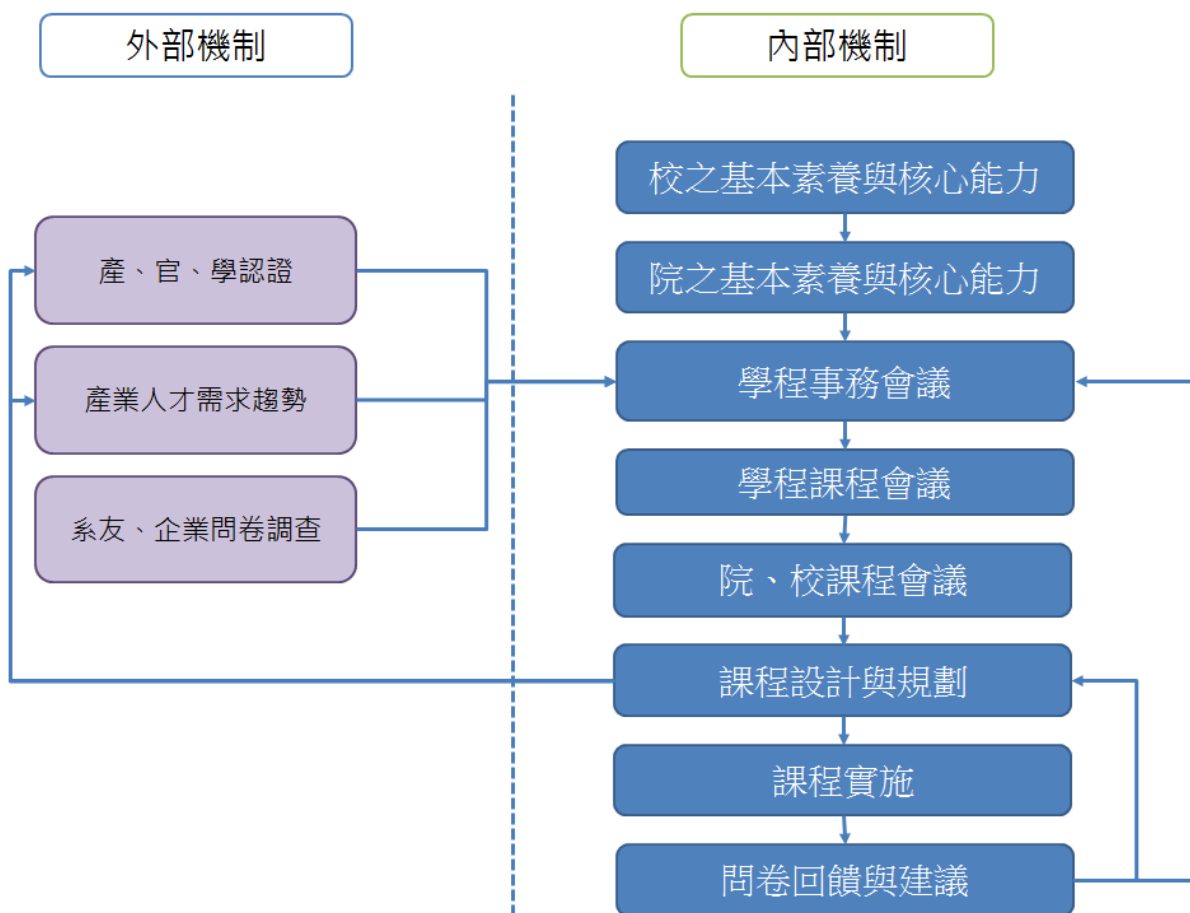 外部機制
內部機制
校之基本素養與核心能力
產、官、學認證
院之基本素養與核心能力
產業人才需求趨勢
學程事務會議
系友、企業問卷調查
學程課程會議
院、校課程會議
課程設計與規劃
課程實施
問卷回饋與建議